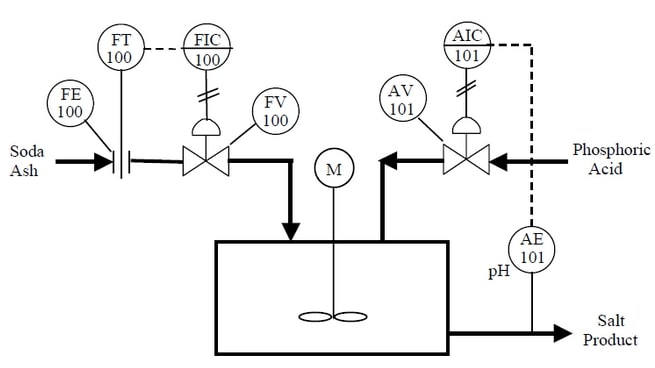 FT
100
FIC
100
AIC
101
FE
100
FV
100
AV
101
Soda
Ash
M
Phosphoric
Acid
AE
101
pH
Salt
Product